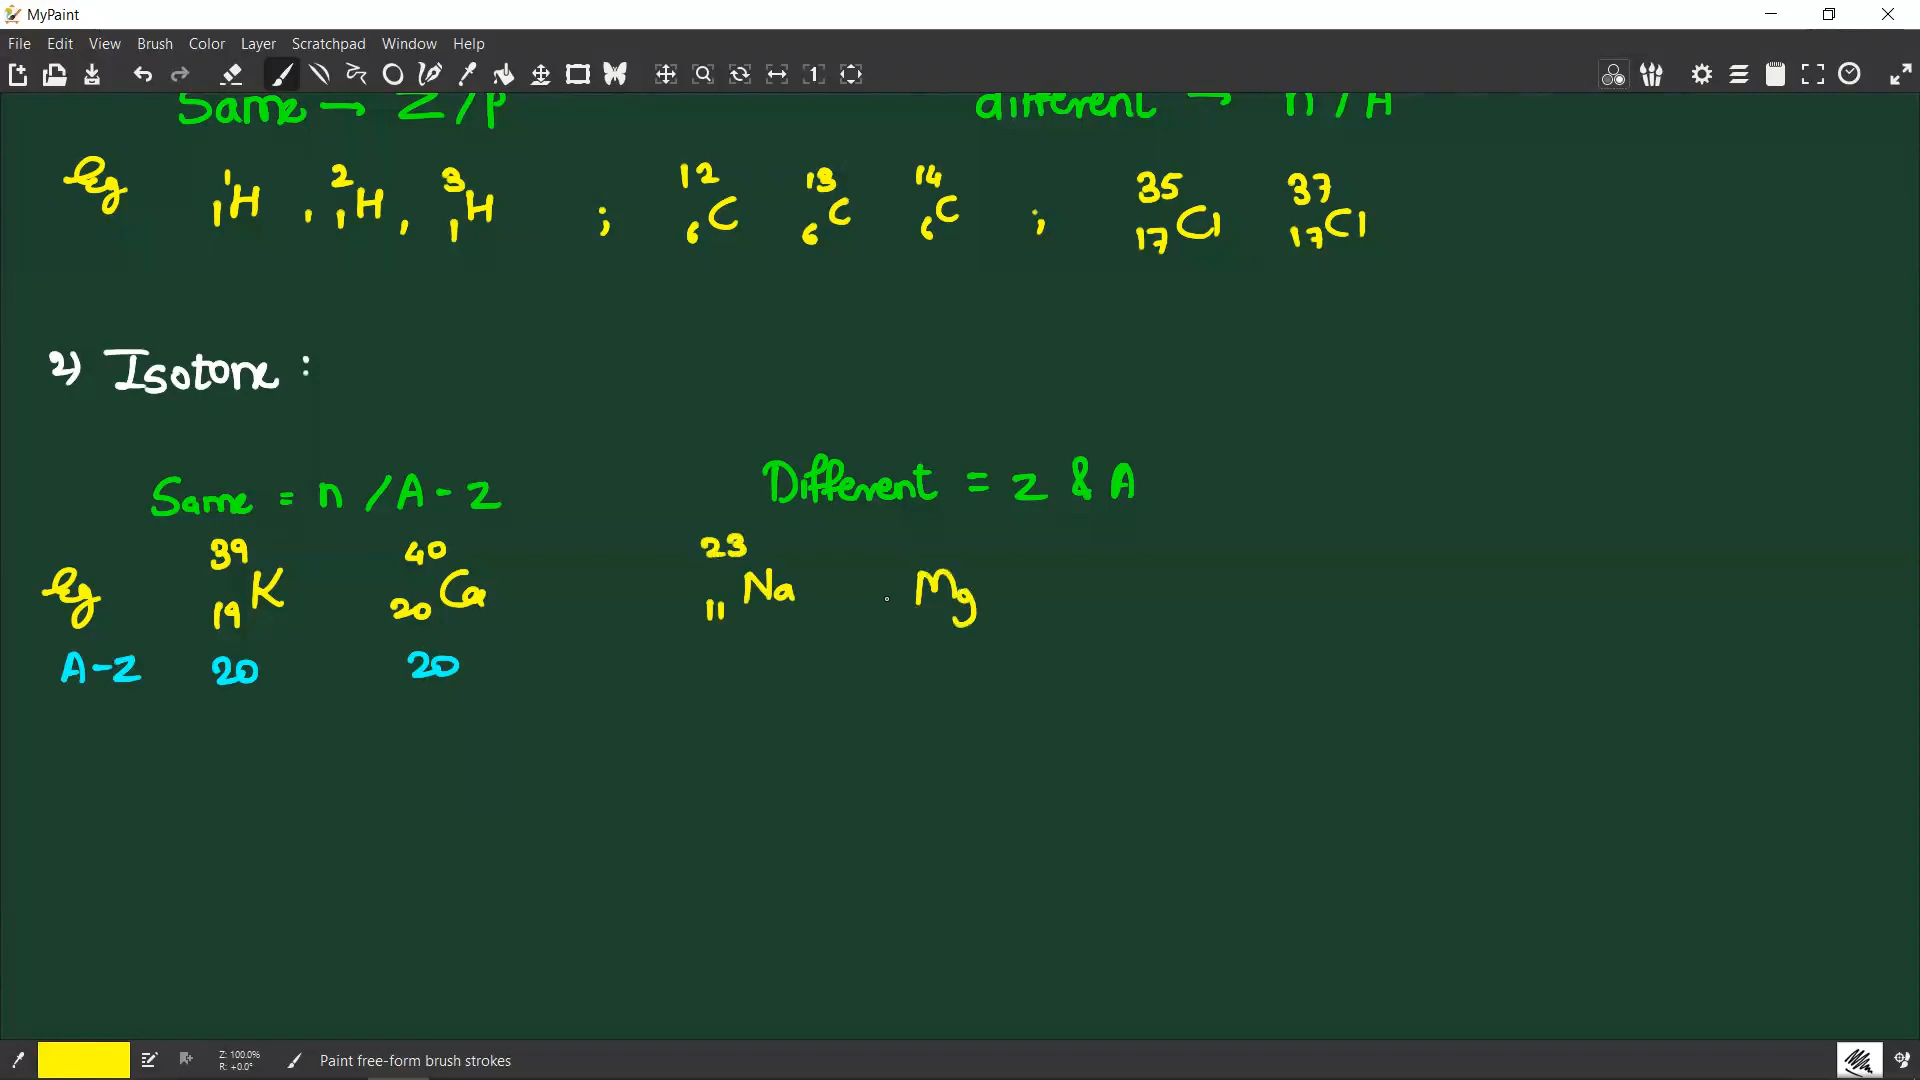 MyPaint
File Edit View Brush Color Layer Scratchpad Window Help
Same → Z/p different → n/A
Eg ¹₁H , ²₁H , ³₁H ; ¹²₆C ¹³₆C ¹⁴₆C ; ³⁵₁₇Cl ³⁷₁₇Cl
2) Isotone :
Same = n / A - Z Different = Z & A
Eg ³⁹₁₉K ⁴⁰₂₀Ca ²³₁₁Na Mg
A-Z 20 20
Z: 100.0%
R: +0.0°
Paint free-form brush strokes